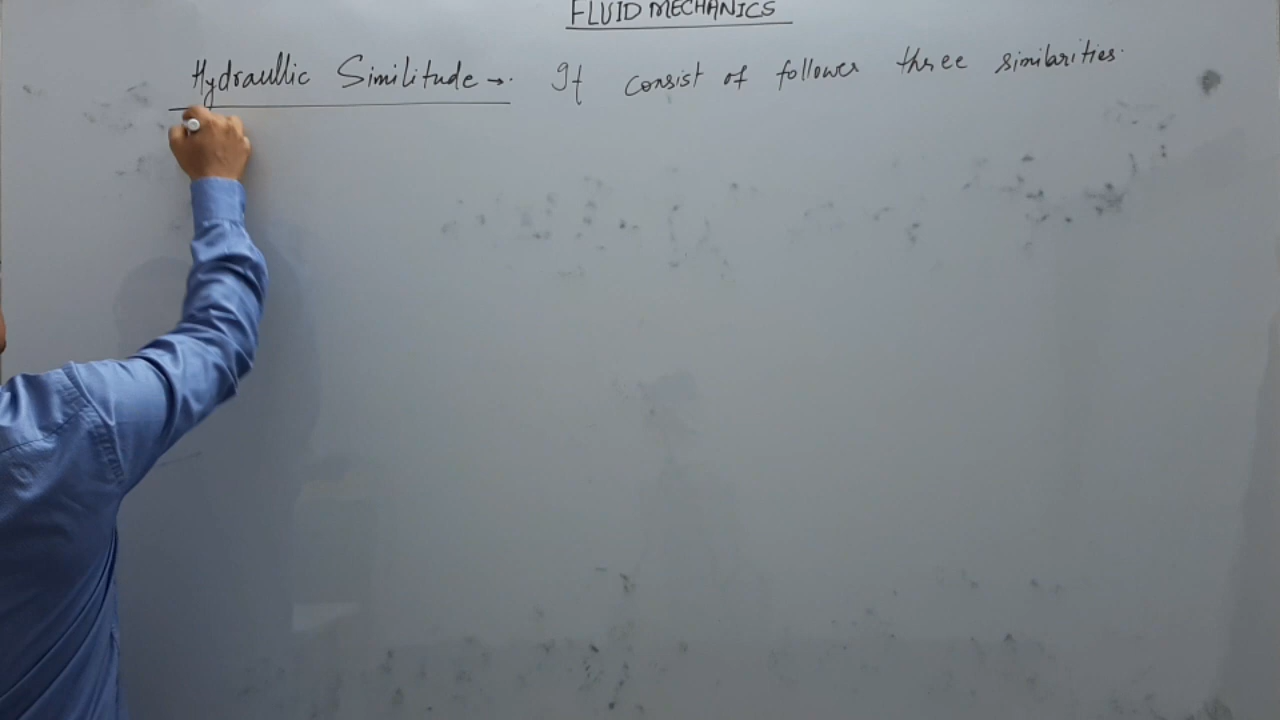 FLUID MECHANICS
Hydraullic Similitude →. It consist of follower three similarities.